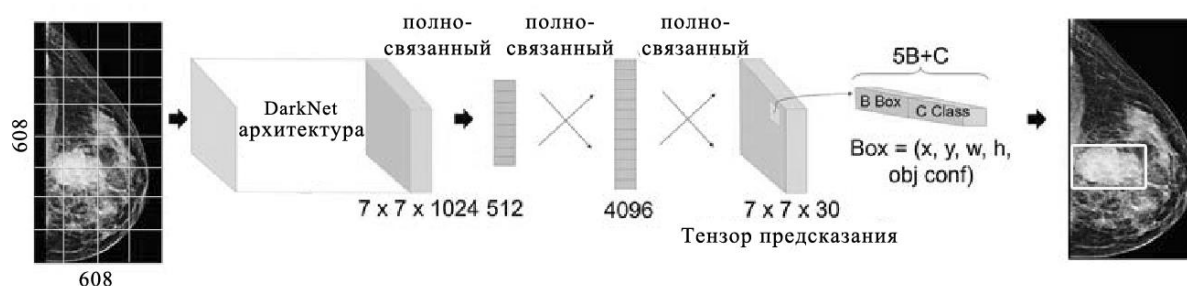 полно-
связанный
полно-
связанный
полно-
связанный
5B+C
608
DarkNet
архитектура
B Box
C Class
Box = (x, y, w, h,
obj conf)
7 x 7 x 1024
512
4096
7 x 7 x 30
Тензор предсказания
608